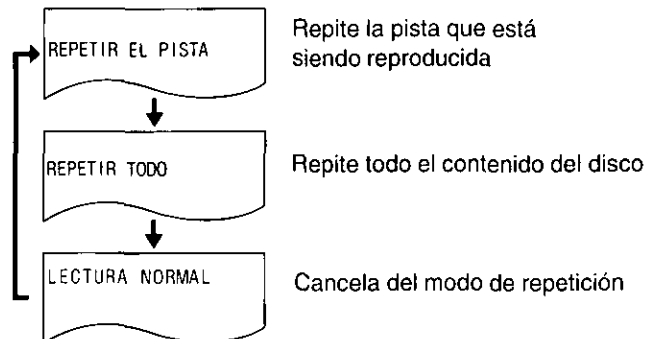 REPETIR EL PISTA
Repite la pista que está
siendo reproducida
REPETIR TODO
Repite todo el contenido del disco
LECTURA NORMAL
Cancela del modo de repetición